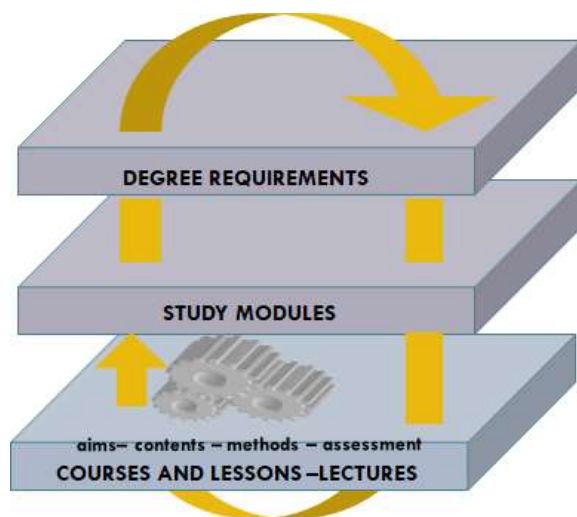 DEGREE REQUIREMENTS
STUDY MODULES
aims– contents – methods – assessment
COURSES AND LESSONS –LECTURES